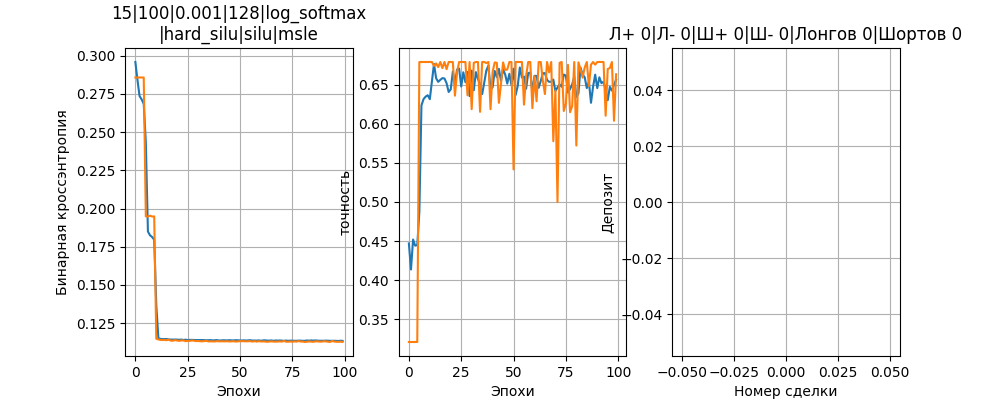 15|100|0.001|128|log_softmax
|hard_silu|silu|msle
Л+ 0|Л- 0|Ш+ 0|Ш- 0|Лонгов 0|Шортов 0
Бинарная кроссэнтропия
0.300
0.275
0.250
0.225
0.200
0.175
0.150
0.125
0 25 50 75 100
Эпохи
точность
0.65
0.60
0.55
0.50
0.45
0.40
0.35
0 25 50 75 100
Эпохи
Депозит
0.04
0.02
0.00
−0.02
−0.04
−0.050 −0.025 0.000 0.025 0.050
Номер сделки